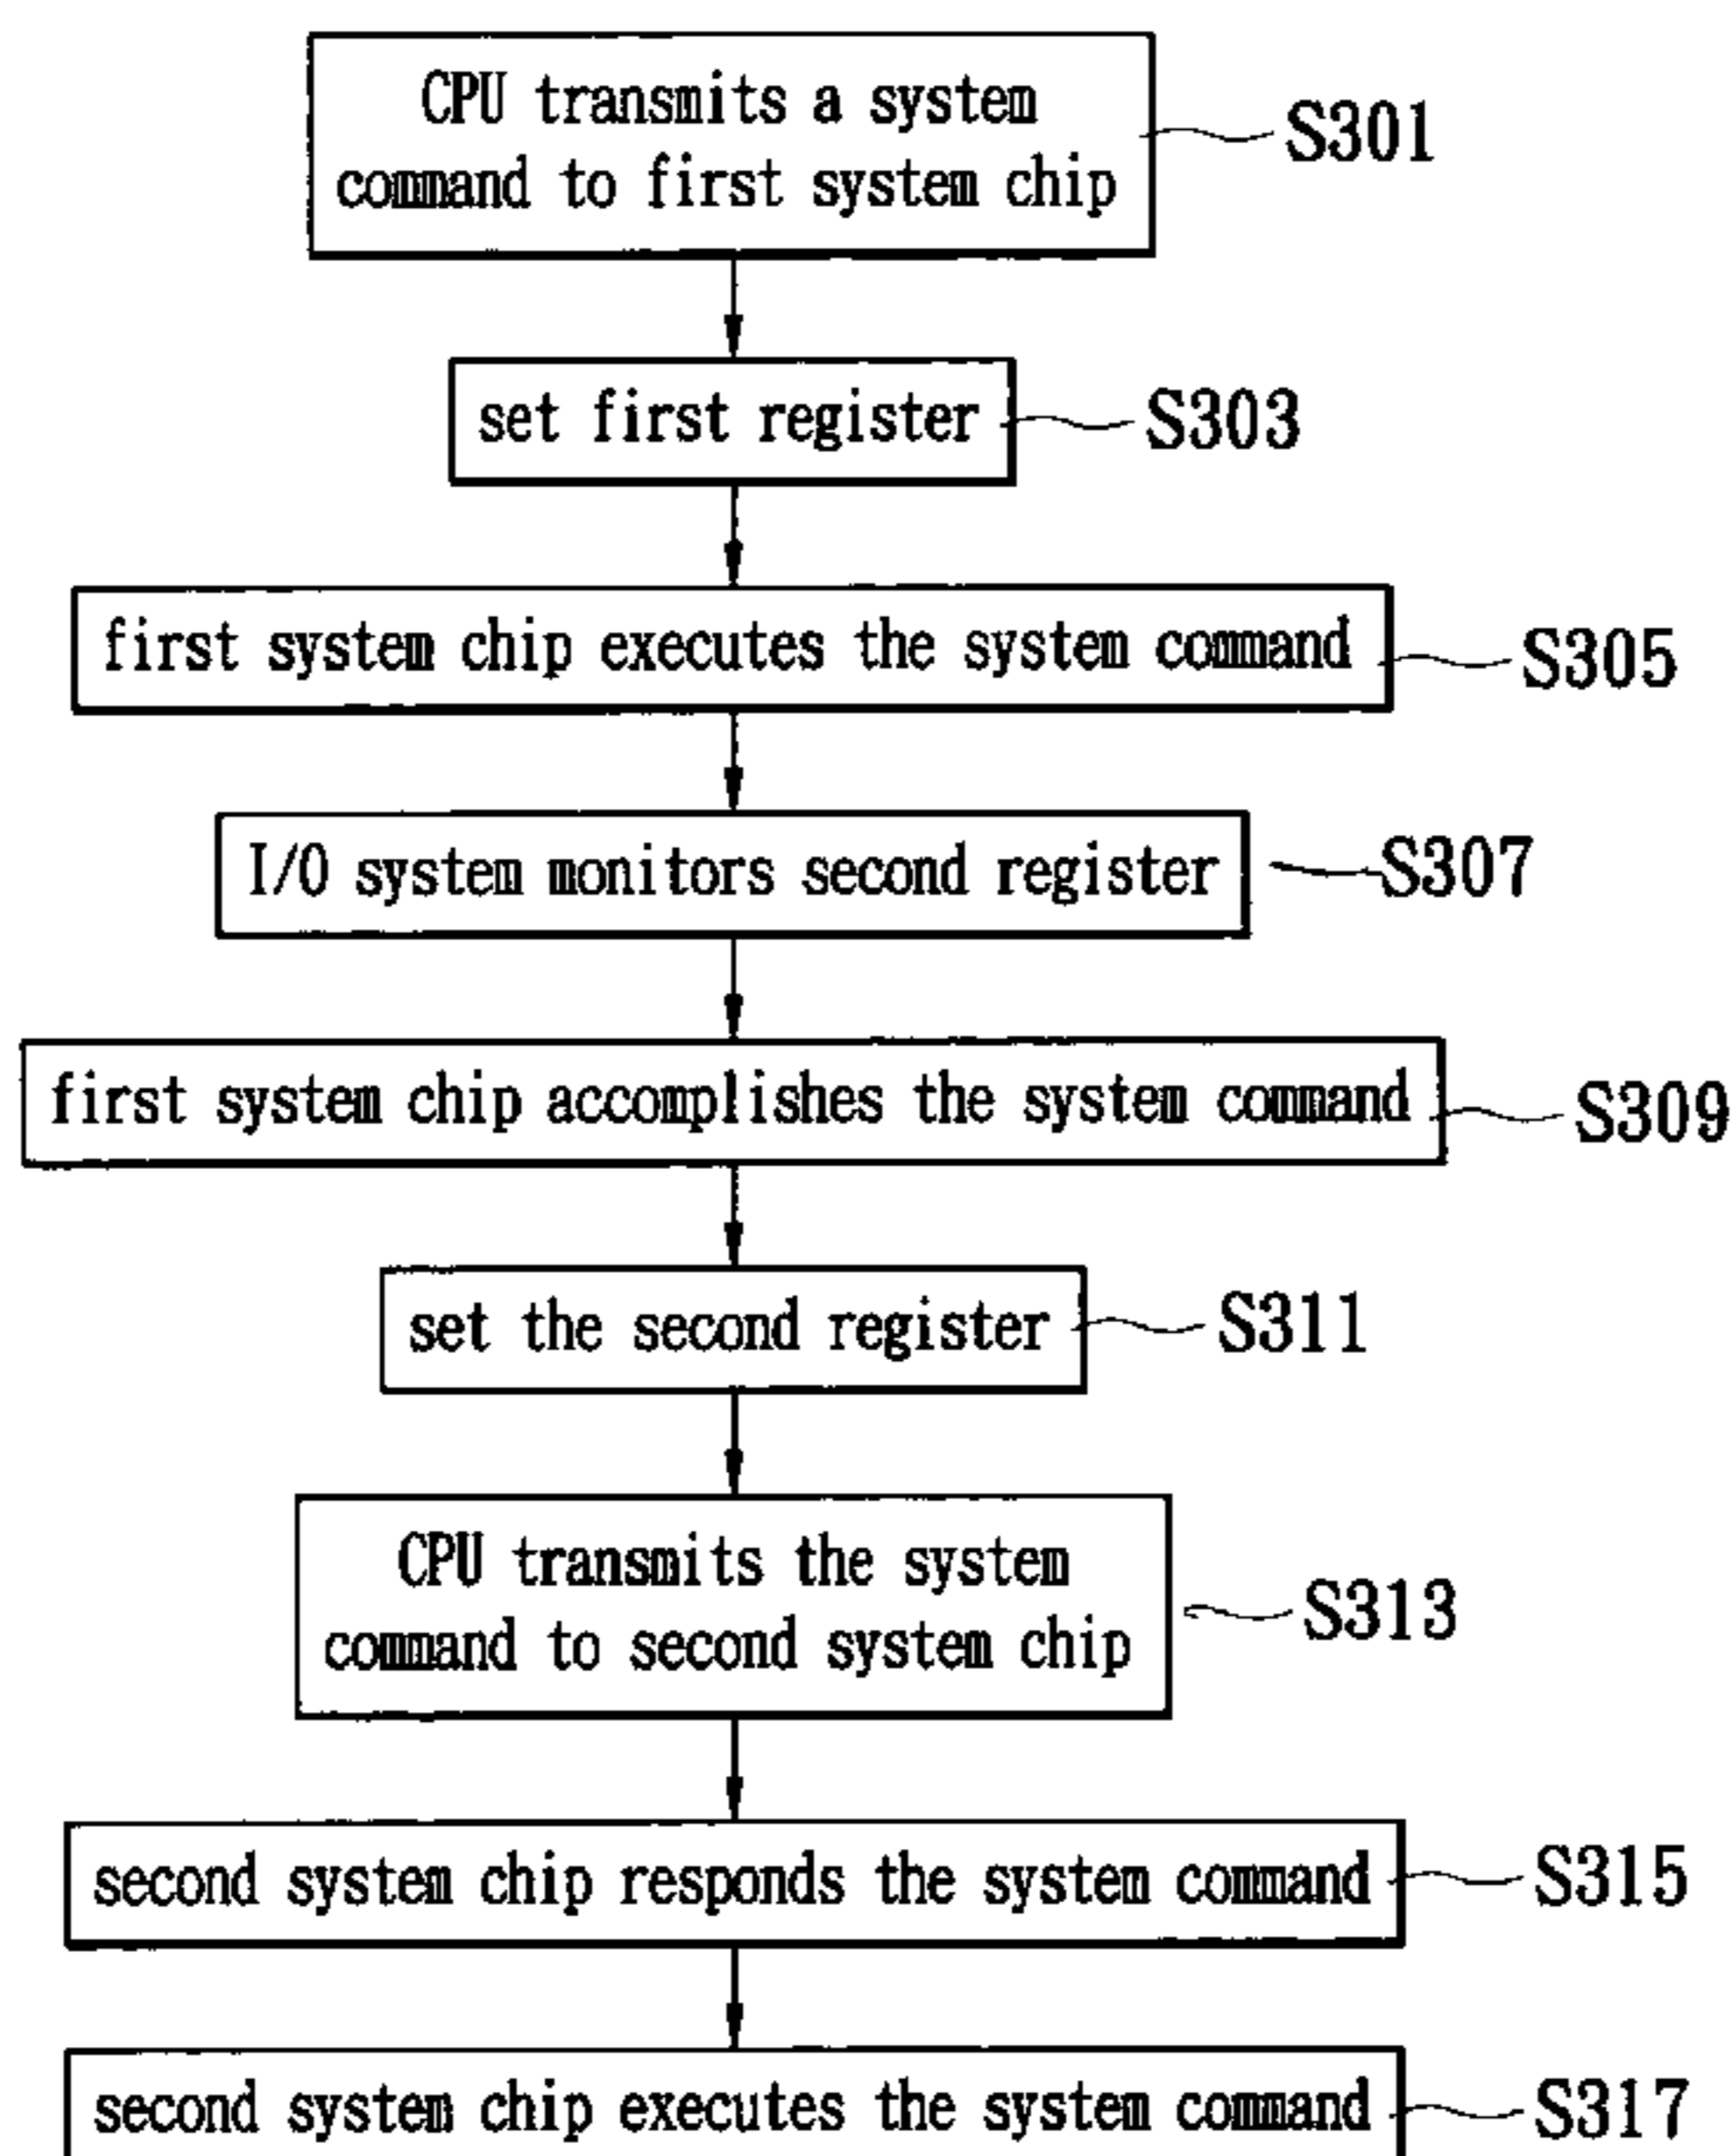 CPU transmits a system
command to first system chip
S301
set first register
S303
first system chip executes the system command
S305
I/O system monitors second register
S307
first system chip accomplishes the system command
S309
set the second register
S311
CPU transmits the system
command to second system chip
S313
second system chip responds the system command
S315
second system chip executes the system command
S317